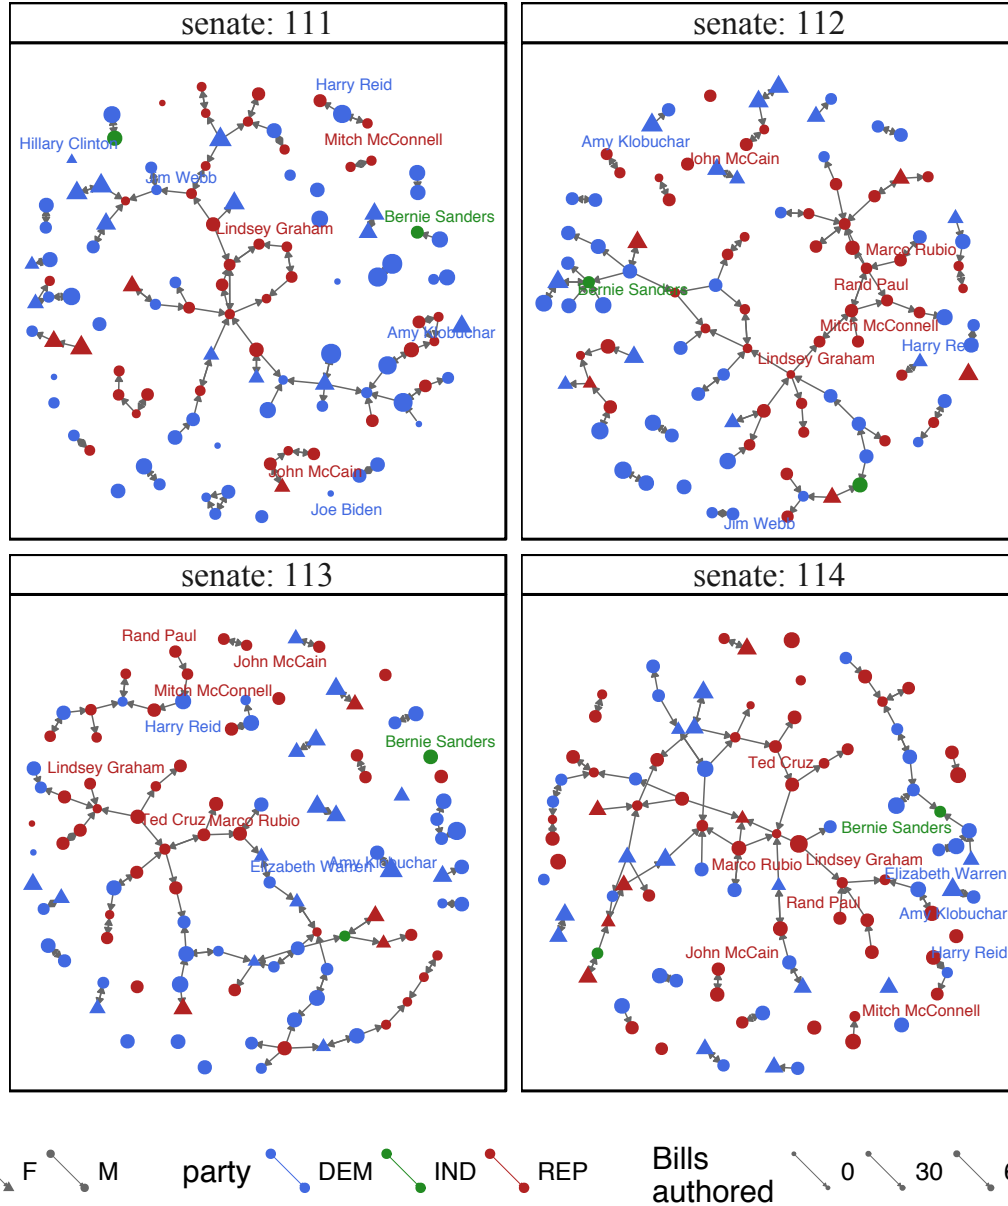 senate: 111
senate: 112
Harry Reid
Mitch McConnell
Hillary Clinton
Jim Webb
Bernie Sanders
Lindsey Graham
Amy Klobuchar
John McCain
Joe Biden
Amy Klobuchar
John McCain
Marco Rubio
Bernie Sanders
Rand Paul
Mitch McConnell
Harry Reid
Lindsey Graham
Jim Webb
senate: 113
senate: 114
Rand Paul
John McCain
Mitch McConnell
Harry Reid
Bernie Sanders
Lindsey Graham
Ted Cruz
Marco Rubio
Elizabeth Warren
Amy Klobuchar
Ted Cruz
Bernie Sanders
Marco Rubio
Lindsey Graham
Elizabeth Warren
Rand Paul
Amy Klobuchar
John McCain
Harry Reid
Mitch McConnell
F M party DEM IND REP Bills authored 0 30